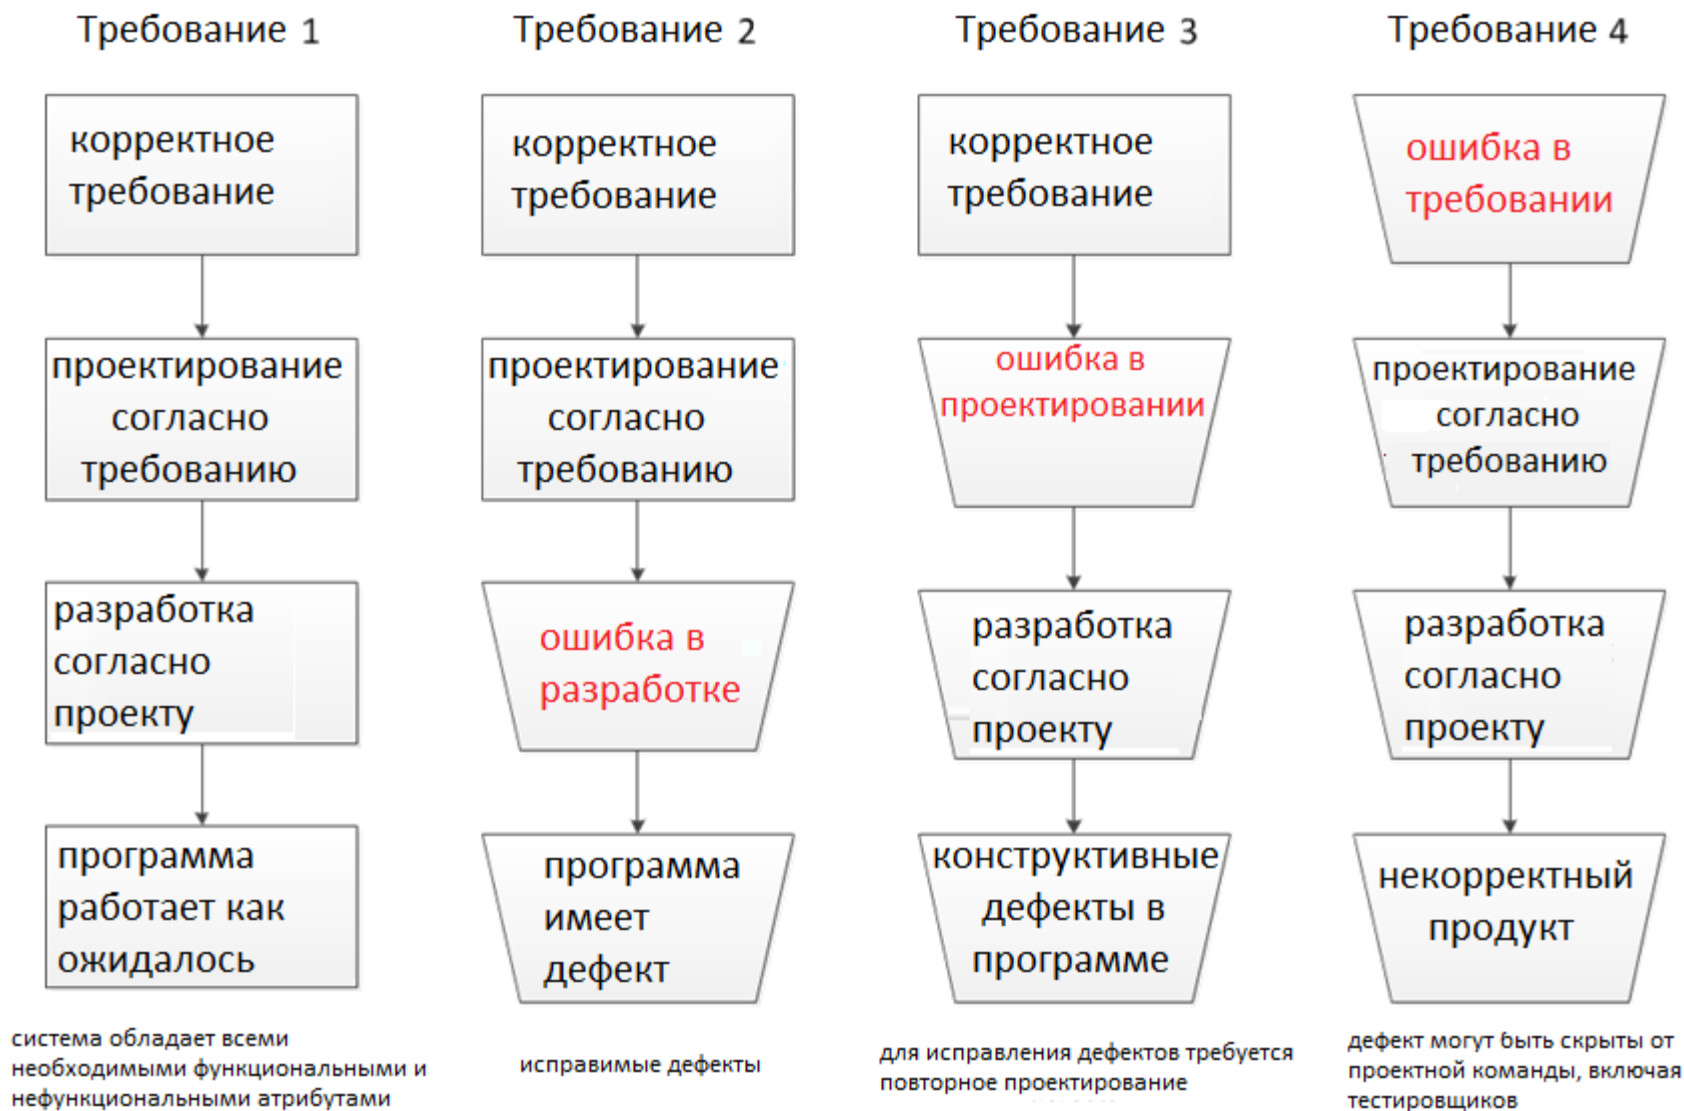 Требование 1
корректное
требование
проектирование
согласно
требованию
разработка
согласно
проекту
программа
работает как
ожидалось
система обладает всеми
необходимыми функциональными и
нефункциональными атрибутами
Требование 2
корректное
требование
проектирование
согласно
требованию
ошибка в
разработке
программа
имеет
дефект
исправимые дефекты
Требование 3
корректное
требование
ошибка в
проектировании
разработка
согласно
проекту
конструктивные
дефекты в
программе
для исправления дефектов требуется
повторное проектирование
Требование 4
ошибка в
требовании
проектирование
согласно
требованию
разработка
согласно
проекту
некорректный
продукт
дефект могут быть скрыты от
проектной команды, включая
тестировщиков